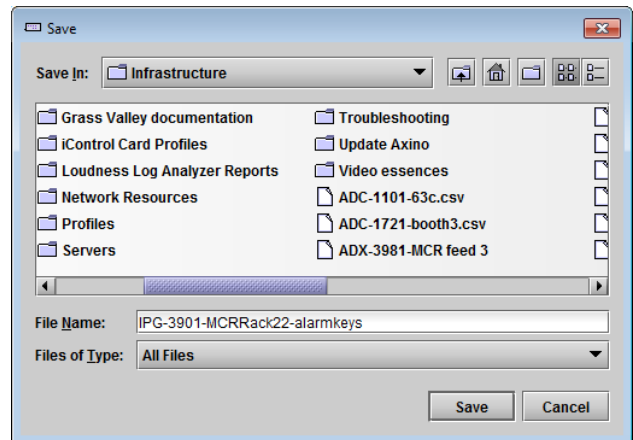 Save
Save In: Infrastructure
Grass Valley documentation
iControl Card Profiles
Loudness Log Analyzer Reports
Network Resources
Profiles
Servers
Troubleshooting
Update Axino
Video essences
ADC-1101-63c.csv
ADC-1721-booth3.csv
ADX-3981-MCR feed 3
File Name: IPG-3901-MCRRack22-alarmkeys
Files of Type: All Files
Save Cancel